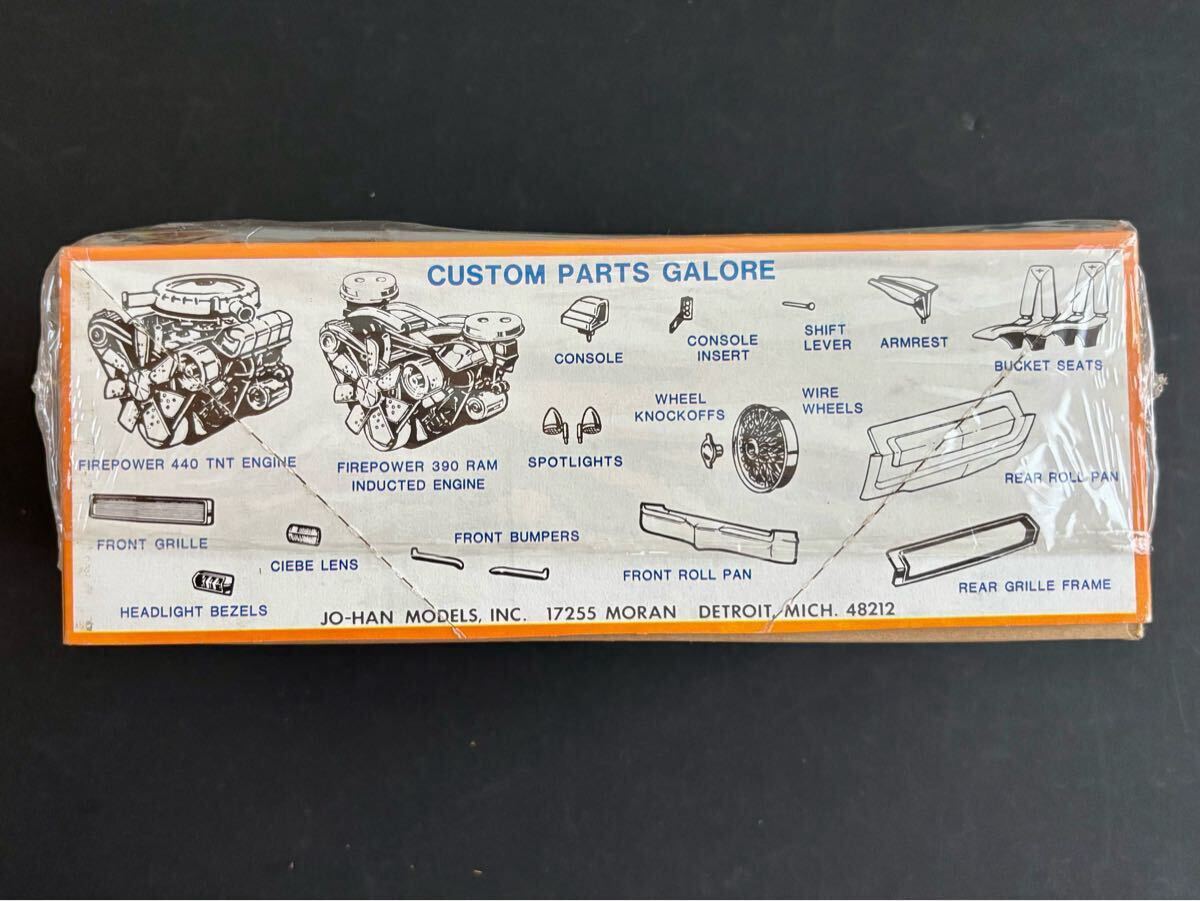 CUSTOM PARTS GALORE
CONSOLE
CONSOLE
INSERT
SHIFT
LEVER
ARMREST
BUCKET SEATS
FIREPOWER 440 TNT ENGINE
FIREPOWER 390 RAM
INDUCTED ENGINE
SPOTLIGHTS
WHEEL
KNOCKOFFS
WIRE
WHEELS
REAR ROLL PAN
FRONT GRILLE
CIEBE LENS
FRONT BUMPERS
FRONT ROLL PAN
REAR GRILLE FRAME
HEADLIGHT BEZELS
JO-HAN MODELS, INC. 17255 MORAN DETROIT, MICH. 48212